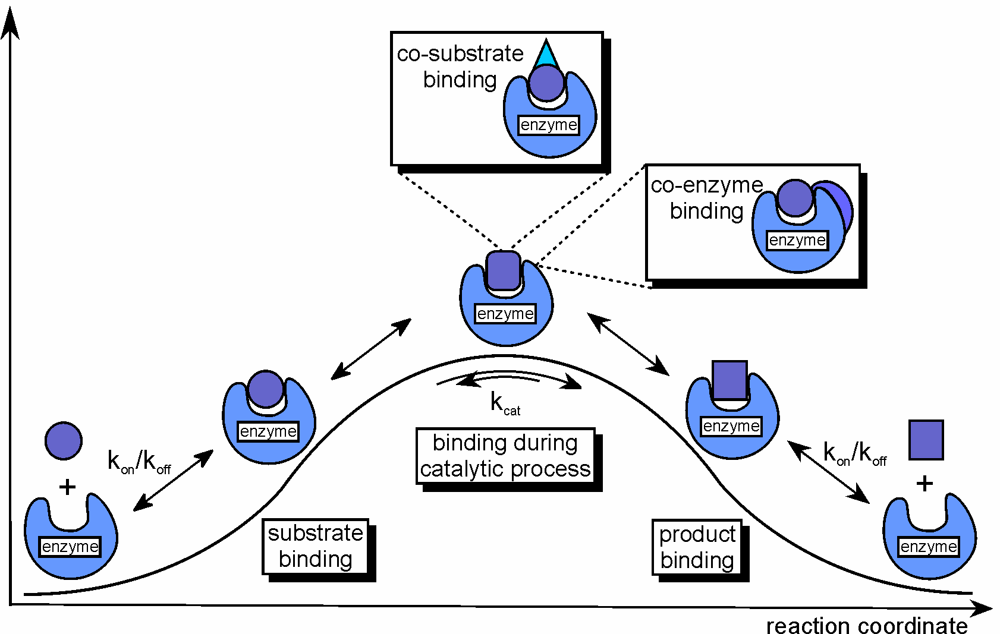 co-substrate
binding
enzyme
co-enzyme
binding
enzyme
enzyme
enzyme
enzyme
k_cat
k_on/k_off
k_on/k_off
binding during
catalytic process
+
+
substrate
binding
product
binding
enzyme
enzyme
reaction coordinate